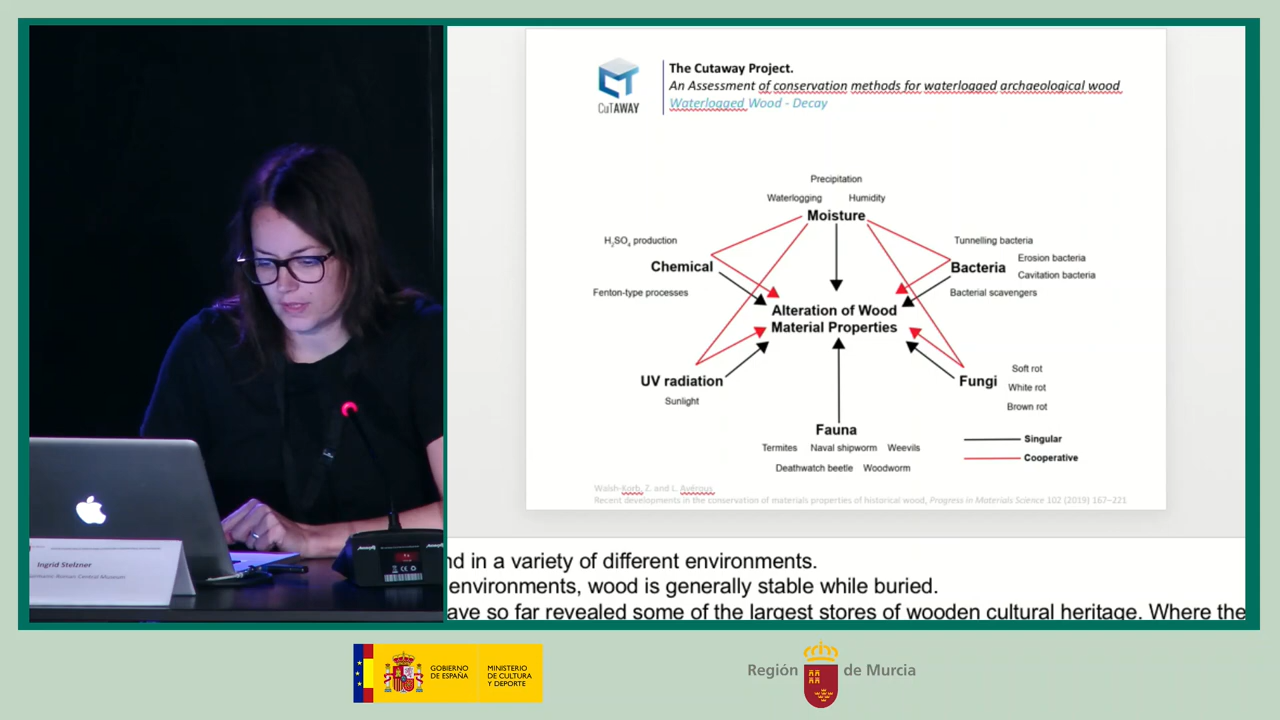 CuTAWAY
The Cutaway Project.
An Assessment of conservation methods for waterlogged archaeological wood
Waterlogged Wood - Decay
Precipitation
Waterlogging Humidity
Moisture
H₂SO₄ production
Chemical
Fenton-type processes
Tunnelling bacteria
Erosion bacteria
Bacteria
Cavitation bacteria
Bacterial scavengers
Alteration of Wood
Material Properties
UV radiation
Sunlight
Fungi
Soft rot
White rot
Brown rot
Fauna
Termites Naval shipworm Weevils
Deathwatch beetle Woodworm
Singular
Cooperative
Walsh-Korb, Z. and L. Avérous,
Recent developments in the conservation of materials properties of historical wood, Progress in Materials Science 102 (2019) 167–221
nd in a variety of different environments.
environments, wood is generally stable while buried.
ave so far revealed some of the largest stores of wooden cultural heritage. Where the
Ingrid Stelzner
Central Museum
GOBIERNO
DE ESPAÑA
MINISTERIO
DE CULTURA
Y DEPORTE
Región de Murcia